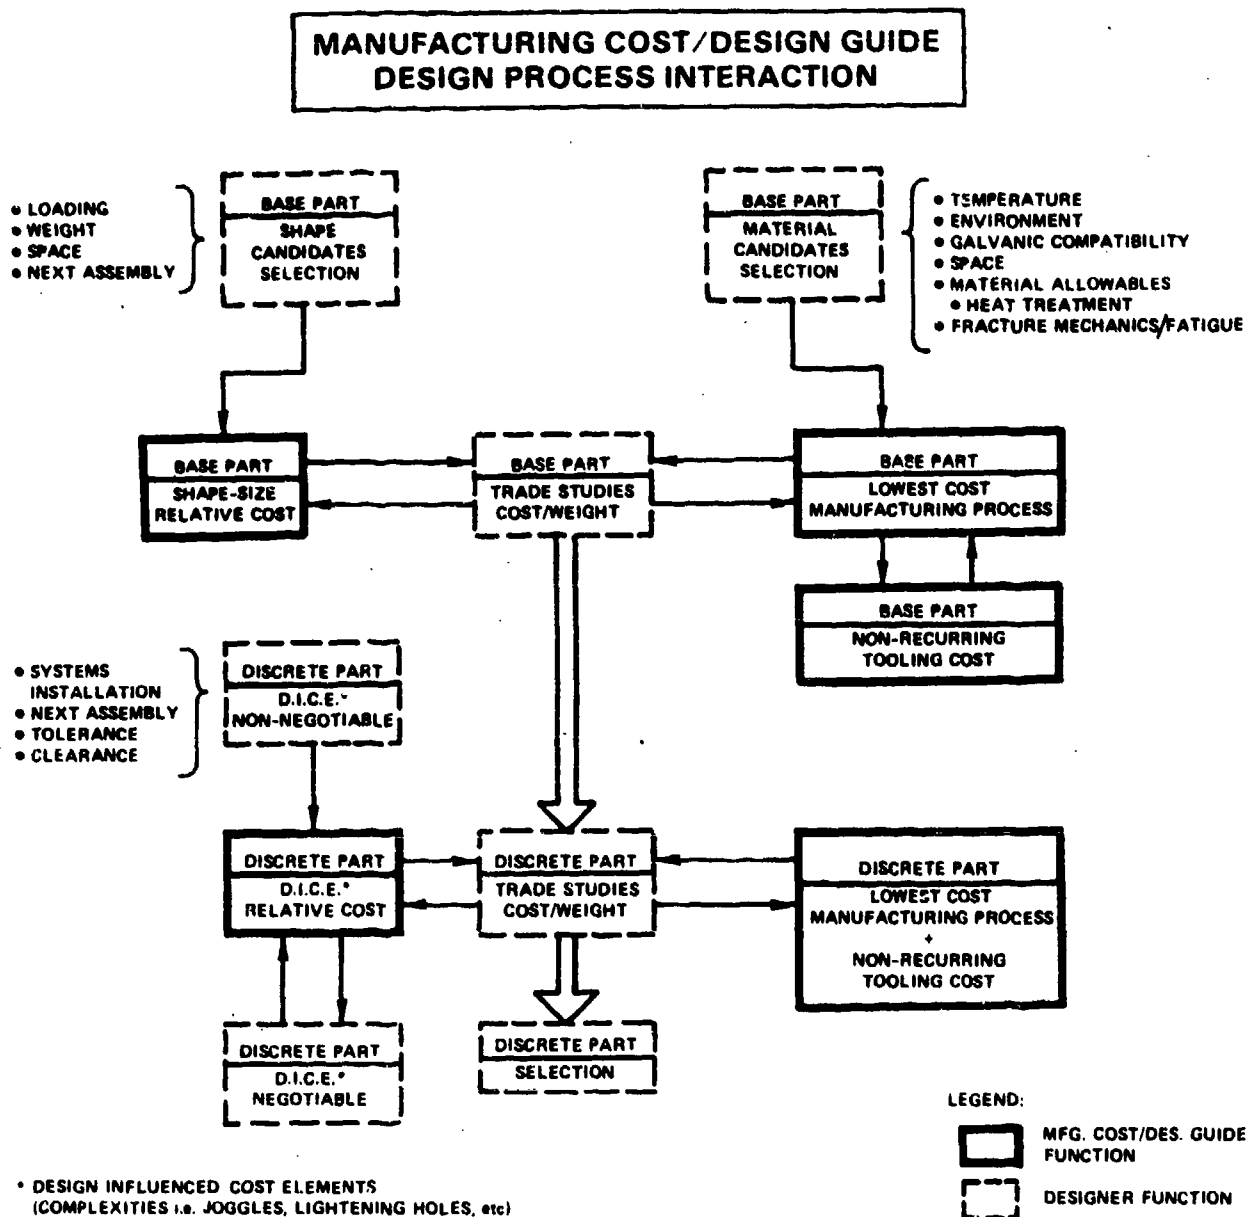 MANUFACTURING COST/DESIGN GUIDE
DESIGN PROCESS INTERACTION
• LOADING
• WEIGHT
• SPACE
• NEXT ASSEMBLY
BASE PART
SHAPE
CANDIDATES
SELECTION
BASE PART
MATERIAL
CANDIDATES
SELECTION
• TEMPERATURE
• ENVIRONMENT
• GALVANIC COMPATIBILITY
• SPACE
• MATERIAL ALLOWABLES
• HEAT TREATMENT
• FRACTURE MECHANICS/FATIGUE
BASE PART
SHAPE-SIZE
RELATIVE COST
BASE PART
TRADE STUDIES
COST/WEIGHT
BASE PART
LOWEST COST
MANUFACTURING PROCESS
BASE PART
NON-RECURRING
TOOLING COST
• SYSTEMS
INSTALLATION
• NEXT ASSEMBLY
• TOLERANCE
• CLEARANCE
DISCRETE PART
D.I.C.E.*
NON-NEGOTIABLE
DISCRETE PART
D.I.C.E.*
RELATIVE COST
DISCRETE PART
TRADE STUDIES
COST/WEIGHT
DISCRETE PART
LOWEST COST
MANUFACTURING PROCESS
+
NON-RECURRING
TOOLING COST
DISCRETE PART
D.I.C.E.*
NEGOTIABLE
DISCRETE PART
SELECTION
LEGEND:
MFG. COST/DES. GUIDE
FUNCTION
DESIGNER FUNCTION
* DESIGN INFLUENCED COST ELEMENTS
(COMPLEXITIES i.e. JOGGLES, LIGHTENING HOLES, etc)